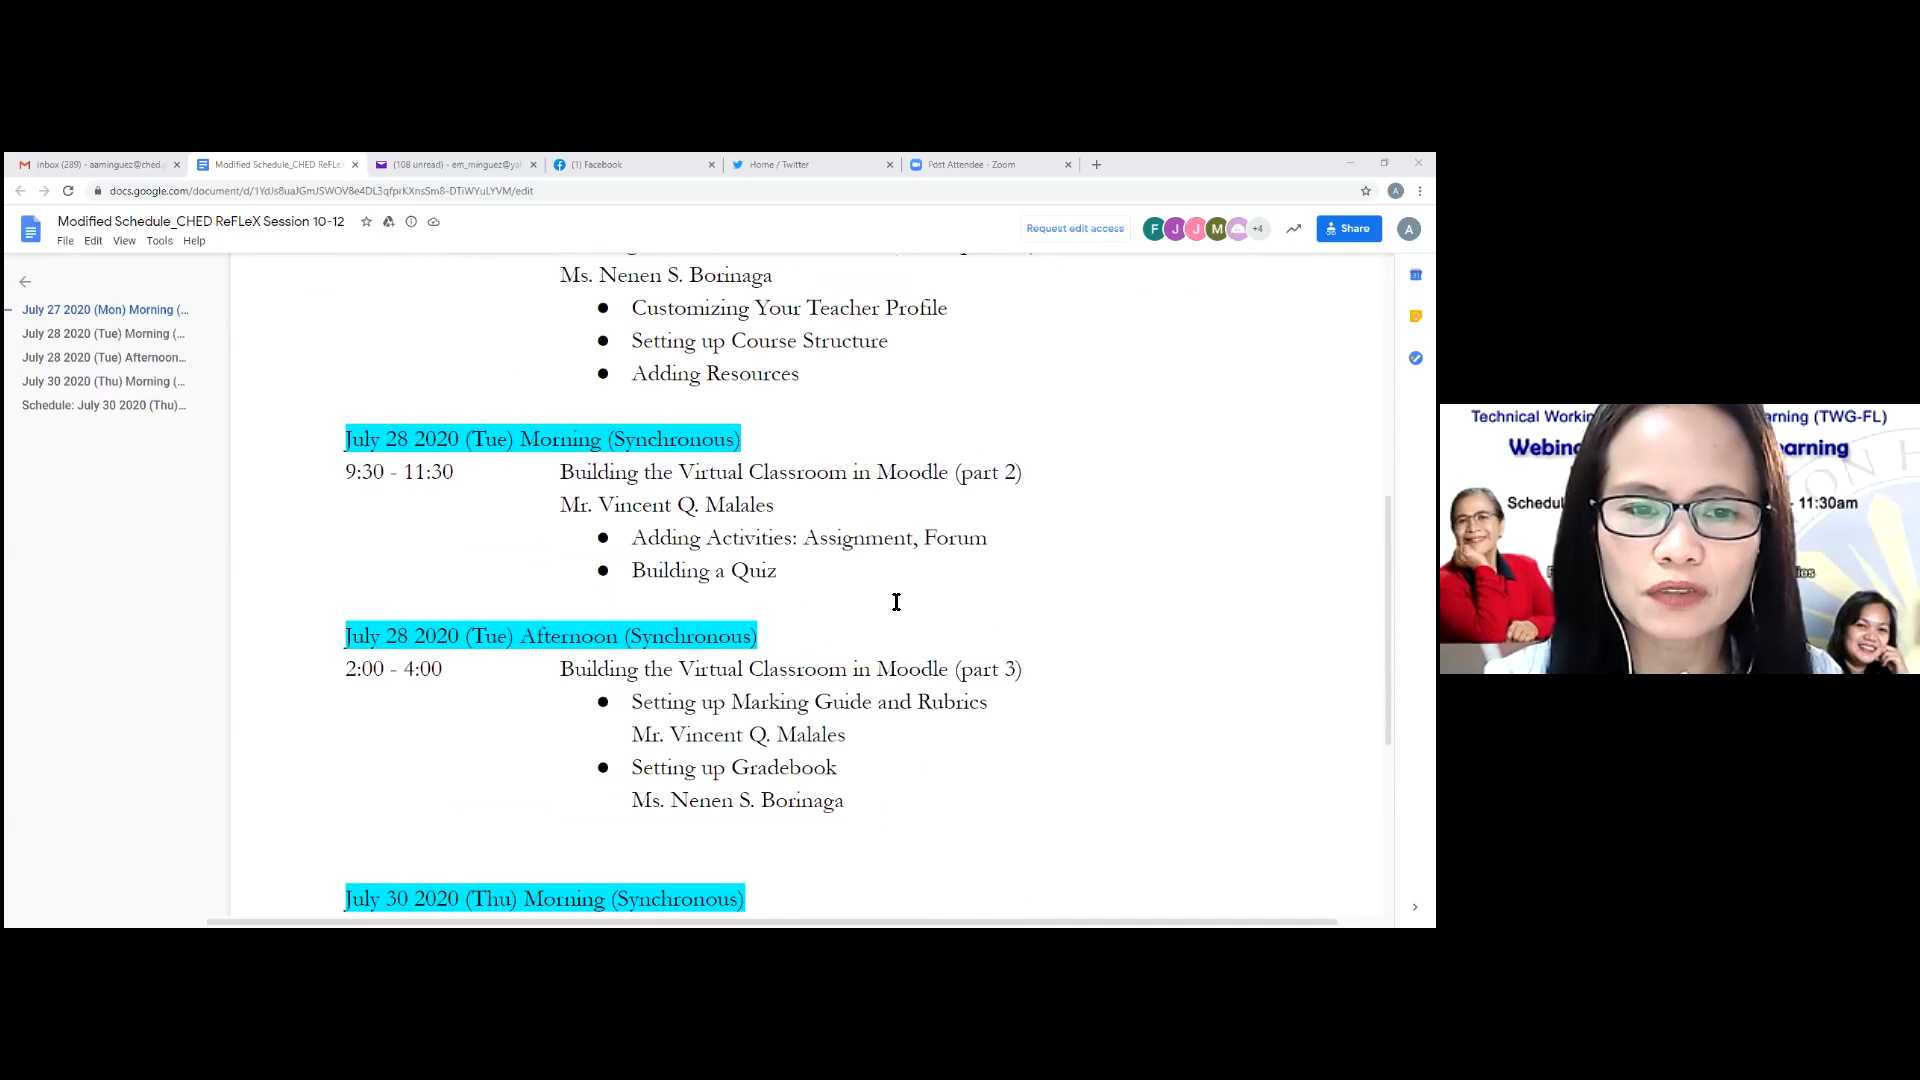 Inbox (289) - aaminguez@ched.
Modified Schedule_CHED ReFLe
(108 unread) - em_minguez@ya
(1) Facebook
Home / Twitter
Post Attendee - Zoom
docs.google.com/document/d/1YdJs8uaJGmJSWOV8e4DL3qfprKXnsSm8-DTiWYuLYVM/edit
A
Modified Schedule_CHED ReFLeX Session 10-12
File Edit View Tools Help
Request edit access
F J J M +4
Share
A
July 27 2020 (Mon) Morning (...
July 28 2020 (Tue) Morning (...
July 28 2020 (Tue) Afternoon...
July 30 2020 (Thu) Morning (...
Schedule: July 30 2020 (Thu)...
Ms. Nenen S. Borinaga
● Customizing Your Teacher Profile
● Setting up Course Structure
● Adding Resources
July 28 2020 (Tue) Morning (Synchronous)
9:30 - 11:30 Building the Virtual Classroom in Moodle (part 2)
Mr. Vincent Q. Malales
● Adding Activities: Assignment, Forum
● Building a Quiz
July 28 2020 (Tue) Afternoon (Synchronous)
2:00 - 4:00 Building the Virtual Classroom in Moodle (part 3)
● Setting up Marking Guide and Rubrics
Mr. Vincent Q. Malales
● Setting up Gradebook
Ms. Nenen S. Borinaga
July 30 2020 (Thu) Morning (Synchronous)
31
Technical Workin arning (TWG-FL)
Webina earning
Schedul - 11:30am
ON H